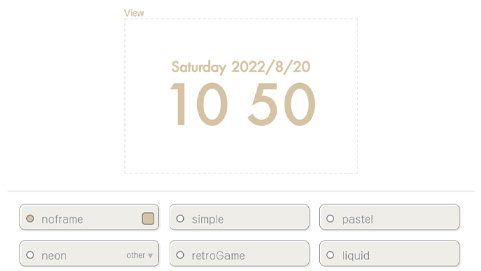 View
Saturday 2022/8/20
10 50
noframe
simple
pastel
neon other ▼
retroGame
liquid